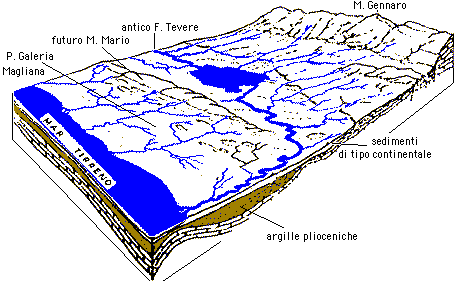 M. Gennaro
antico F. Tevere
futuro M. Mario
P. Galeria
Magliana
MAR TIRRENO
sedimenti
di tipo continentale
argille plioceniche